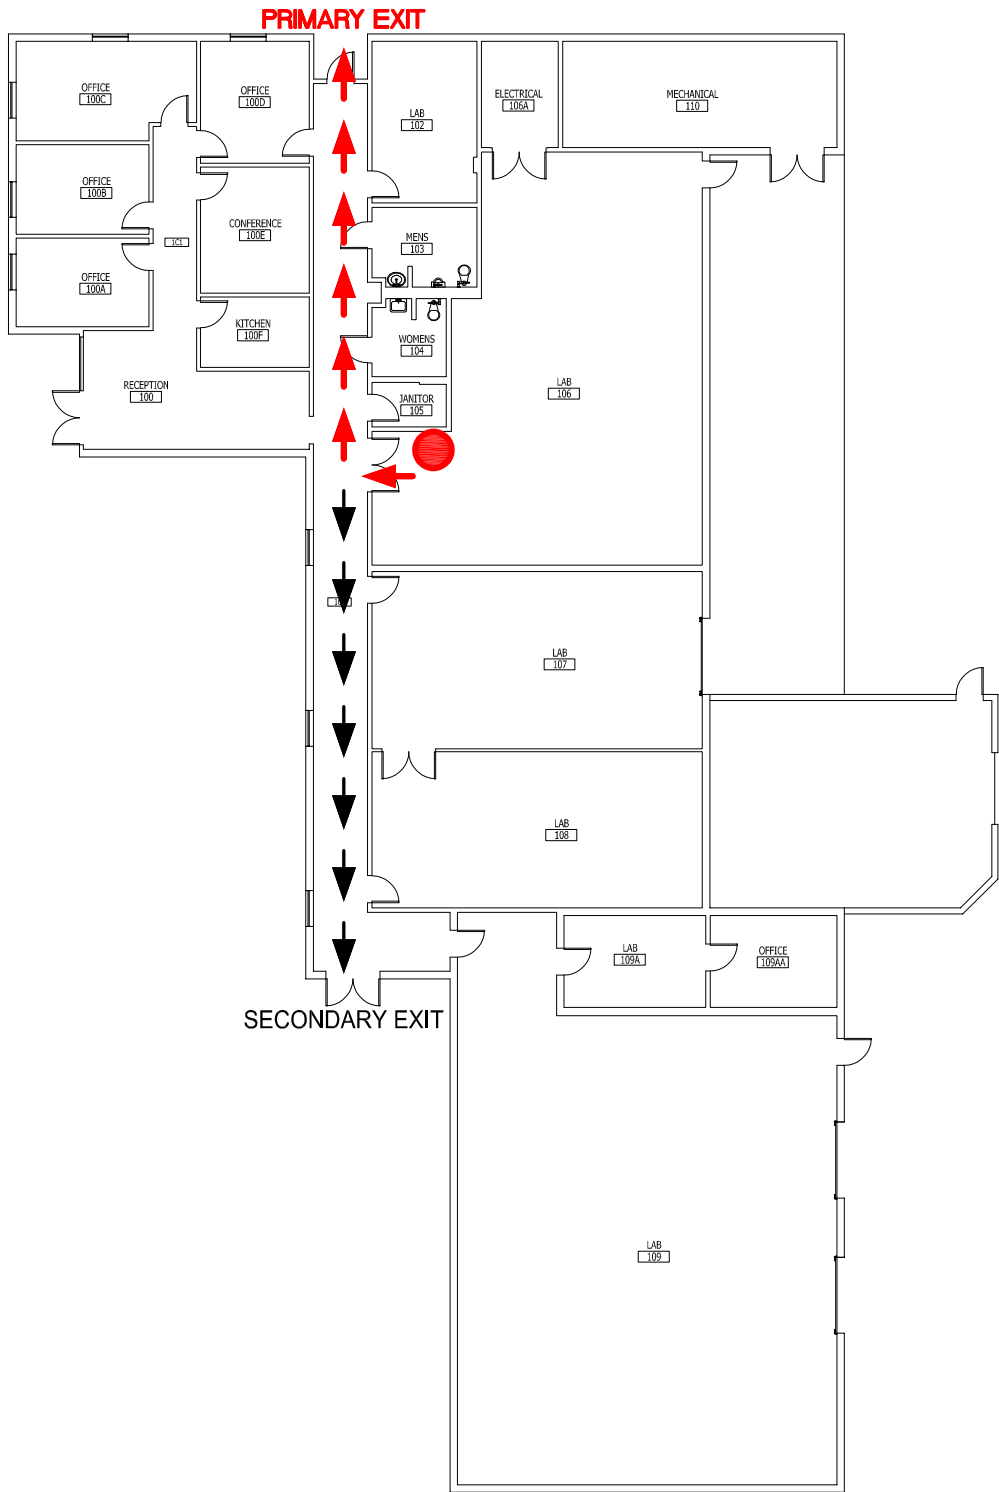 PRIMARY EXIT
OFFICE
100C
OFFICE
100D
LAB
102
ELECTRICAL
106A
MECHANICAL
110
OFFICE
100B
CONFERENCE
100E
MENS
103
1C1
OFFICE
100A
KITCHEN
100F
WOMENS
104
RECEPTION
100
JANITOR
105
LAB
106
LAB
107
LAB
108
LAB
109A
OFFICE
109AA
SECONDARY EXIT
LAB
109